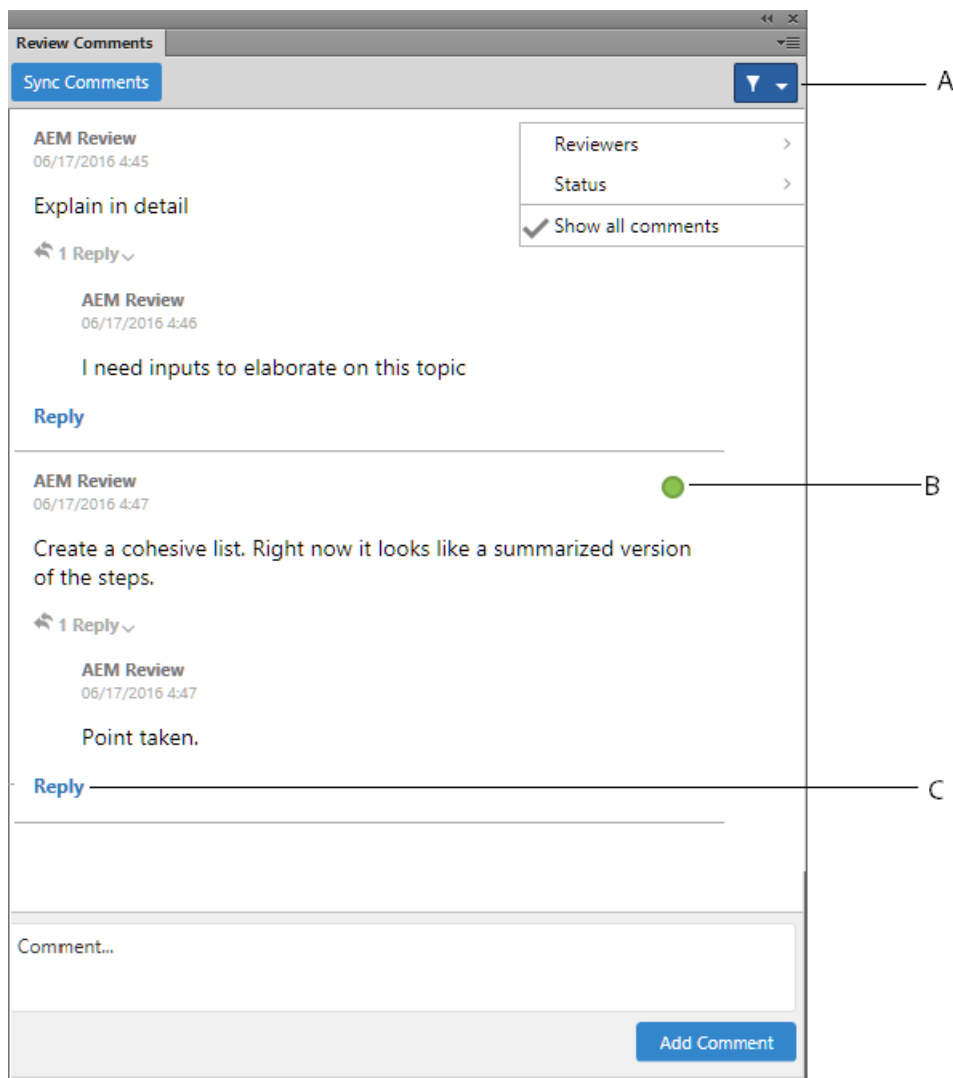 Review Comments
Sync Comments
A
AEM Review
06/17/2016 4:45
Explain in detail
1 Reply
Reviewers
Status
Show all comments
AEM Review
06/17/2016 4:46
I need inputs to elaborate on this topic
Reply
AEM Review
06/17/2016 4:47
B
Create a cohesive list. Right now it looks like a summarized version
of the steps.
1 Reply
AEM Review
06/17/2016 4:47
Point taken.
Reply
C
Comment...
Add Comment